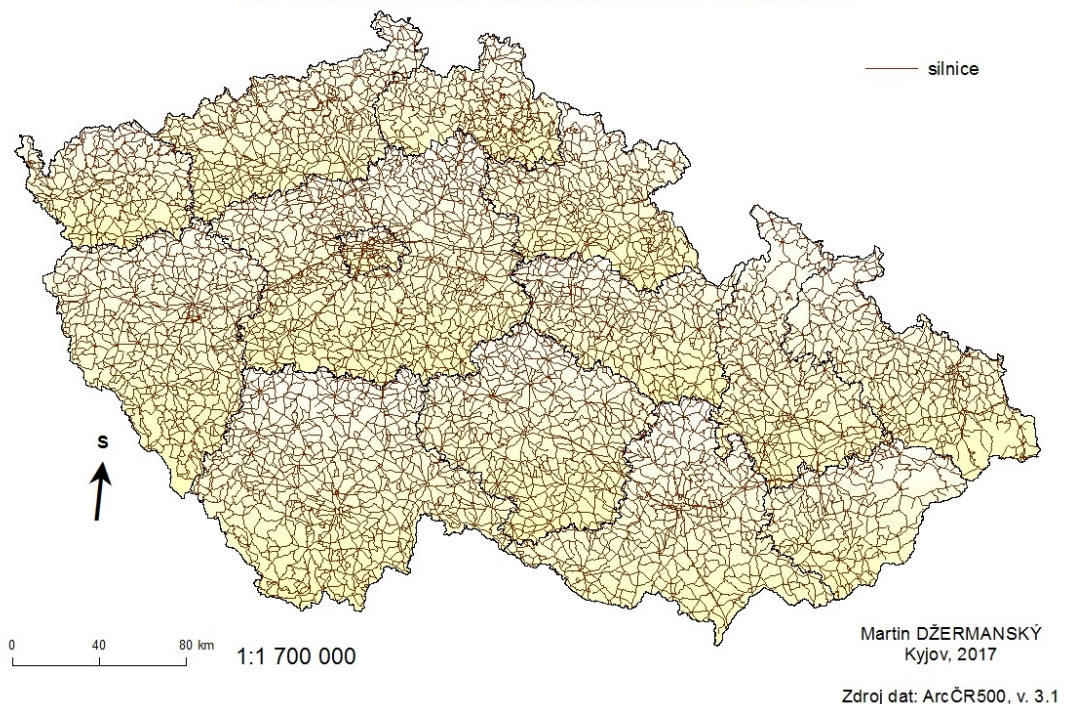 silnice
S
0 40 80 km
1:1 700 000
Martin DŽERMANSKÝ
Kyjov, 2017
Zdroj dat: ArcČR500, v. 3.1